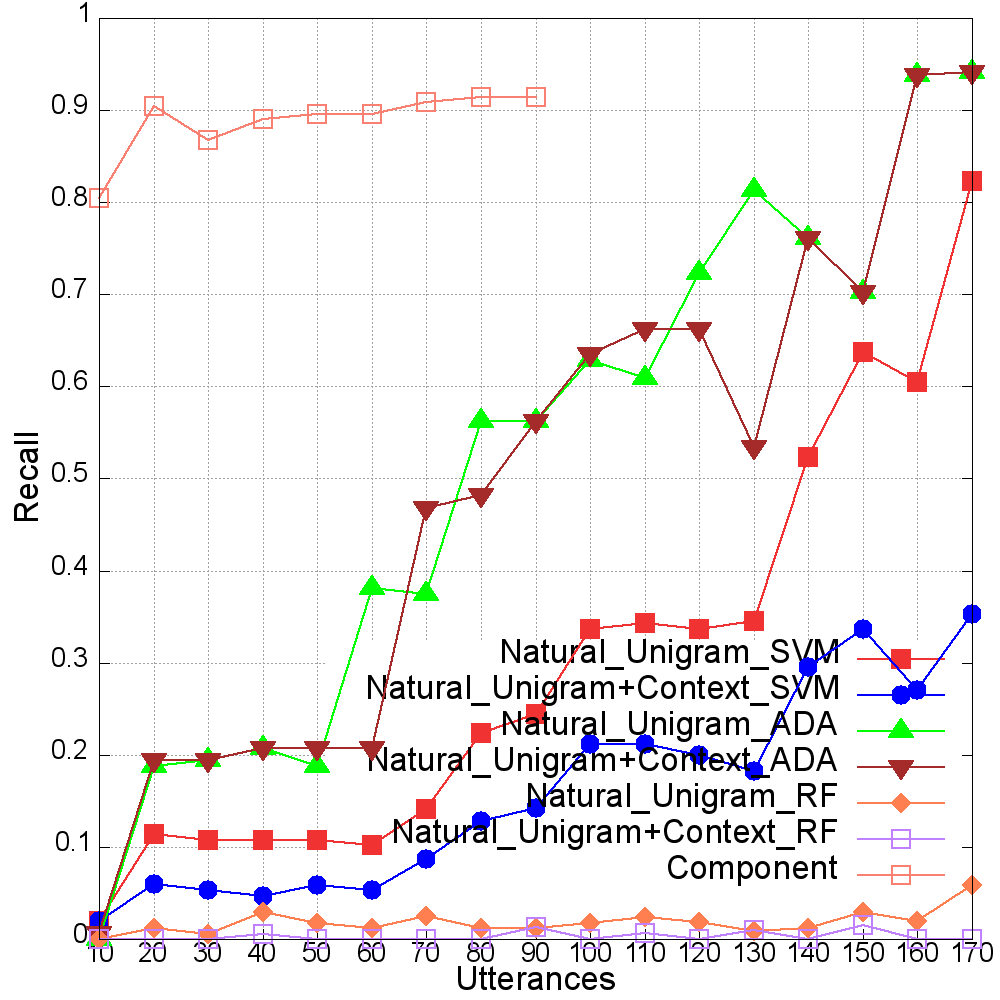 1
0.9
0.8
0.7
0.6
0.5
0.4
0.3
0.2
0.1
0
Recall
Natural_Unigram_SVM
Natural_Unigram+Context_SVM
Natural_Unigram_ADA
Natural_Unigram+Context_ADA
Natural_Unigram_RF
Natural_Unigram+Context_RF
Component
10 20 30 40 50 60 70 80 90 100 110 120 130 140 150 160 170
Utterances